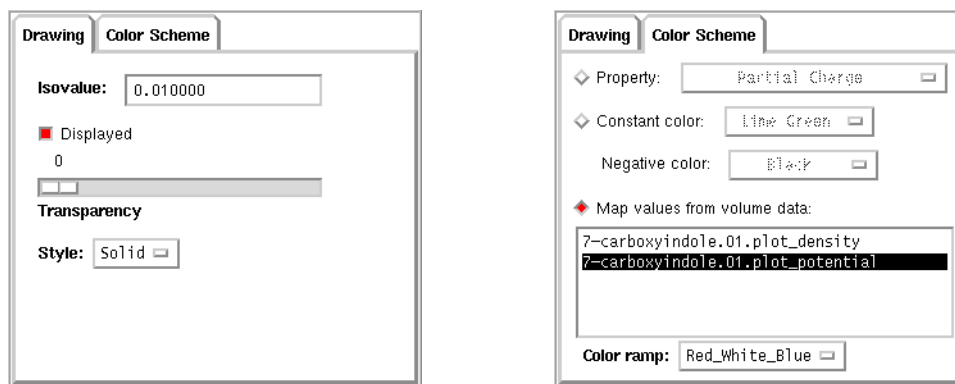 Drawing Color Scheme
Isovalue: 0.010000
Displayed
0
Transparency
Style: Solid
Drawing Color Scheme
Property: Partial Charge
Constant color: Lime Green
Negative color: Black
Map values from volume data:
7-carboxyindole.01.plot_density
7-carboxyindole.01.plot_potential
Color ramp: Red_White_Blue